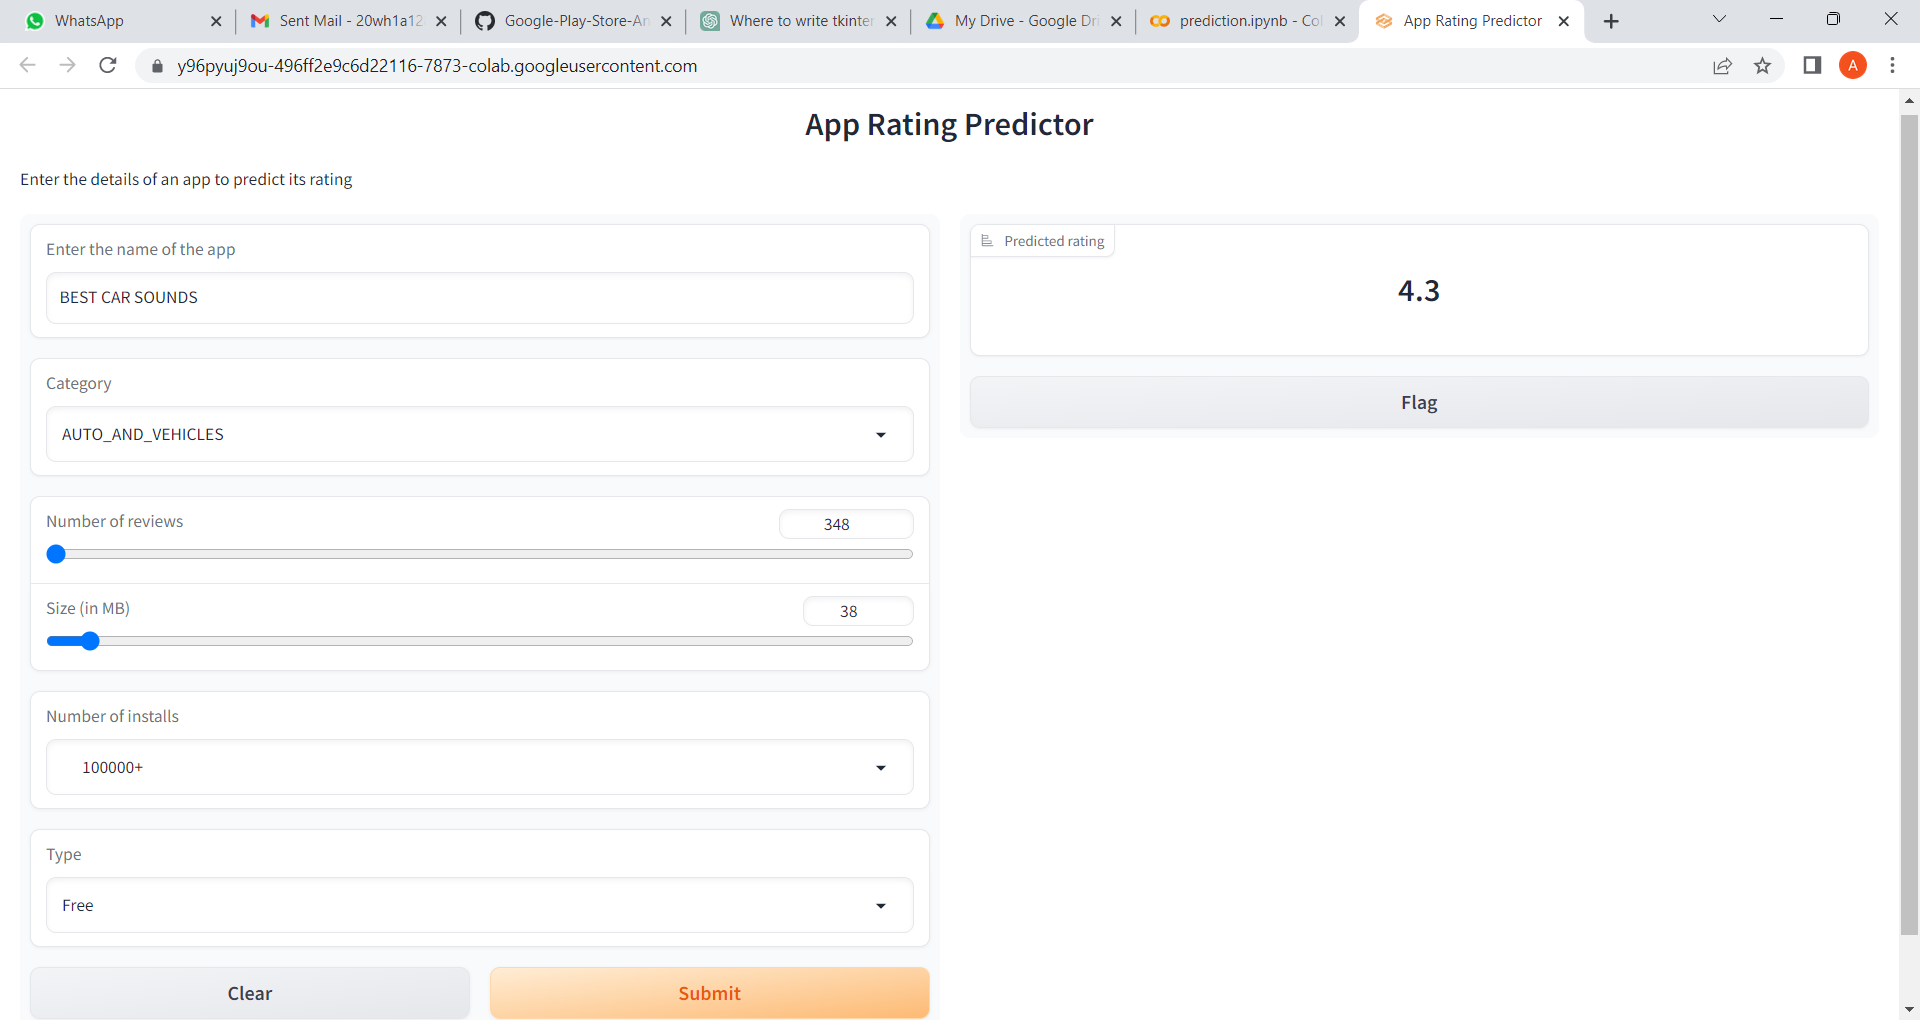 WhatsApp
Sent Mail - 20wh1a12
Google-Play-Store-An
Where to write tkinter
My Drive - Google Dri
prediction.ipynb - Col
App Rating Predictor
y96pyuj9ou-496ff2e9c6d22116-7873-colab.googleusercontent.com
A
App Rating Predictor
Enter the details of an app to predict its rating
Enter the name of the app
BEST CAR SOUNDS
Category
AUTO_AND_VEHICLES
Number of reviews
348
Size (in MB)
38
Number of installs
100000+
Type
Free
Clear
Submit
Predicted rating
4.3
Flag